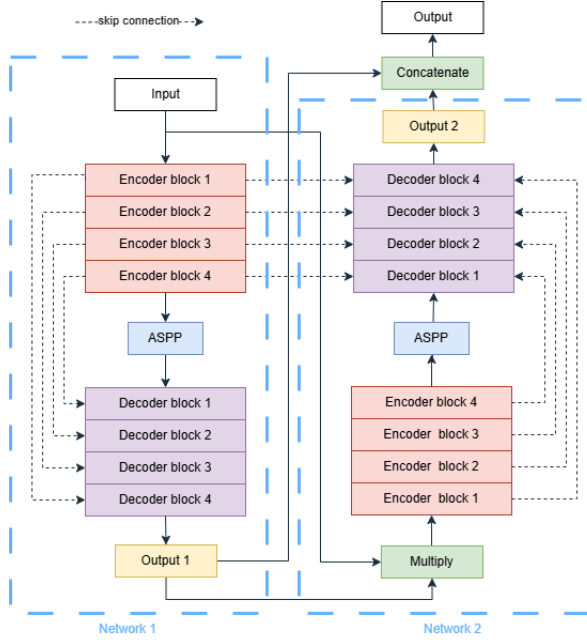 skip connection
Output
Concatenate
Input
Output 2
Encoder block 1
Encoder block 2
Encoder block 3
Encoder block 4
Decoder block 4
Decoder block 3
Decoder block 2
Decoder block 1
ASPP
ASPP
Decoder block 1
Decoder block 2
Decoder block 3
Decoder block 4
Encoder block 4
Encoder block 3
Encoder block 2
Encoder block 1
Output 1
Multiply
Network 1
Network 2